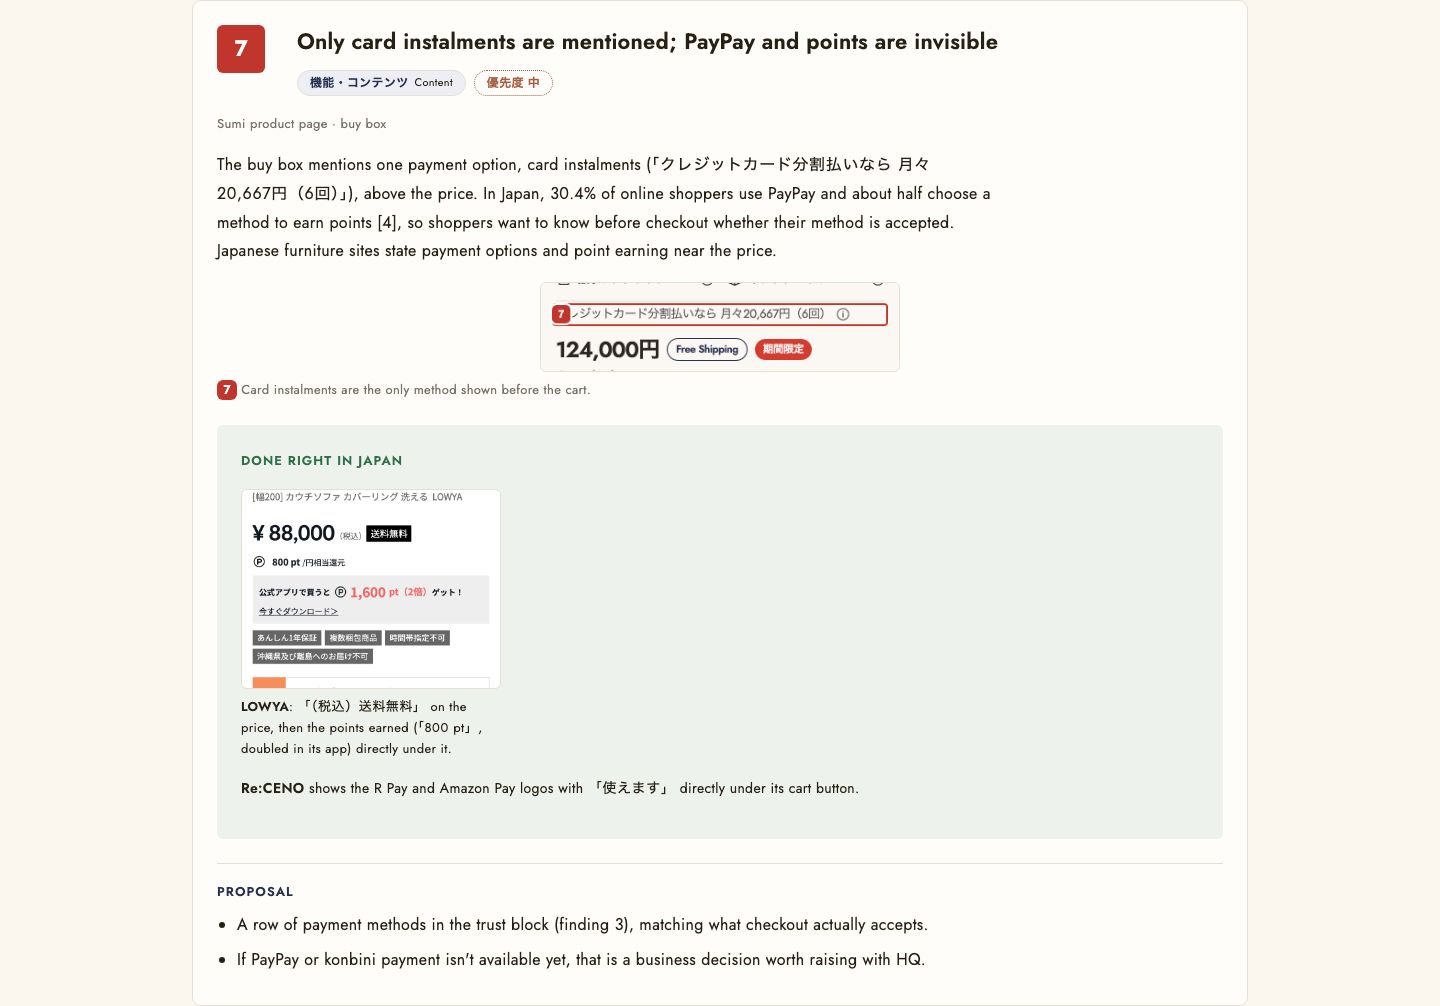 7
Only card instalments are mentioned; PayPay and points are invisible
機能・コンテンツ Content
優先度 中
Sumi product page · buy box
The buy box mentions one payment option, card instalments (「クレジットカード分割払いなら 月々
20,667円（6回）」), above the price. In Japan, 30.4% of online shoppers use PayPay and about half choose a
method to earn points [4], so shoppers want to know before checkout whether their method is accepted.
Japanese furniture sites state payment options and point earning near the price.
7 レジットカード分割払いなら 月々20,667円（6回）
124,000円 Free Shipping 期間限定
7 Card instalments are the only method shown before the cart.
DONE RIGHT IN JAPAN
[幅200] カウチソファ カバーリング 洗える LOWYA
¥ 88,000 （税込） 送料無料
P 800 pt /円相当還元
公式アプリで買うと P 1,600 pt（2倍）ゲット！
今すぐダウンロード＞
あんしん1年保証 複数梱包商品 時間帯指定不可
沖縄県及び離島へのお届け不可
LOWYA: 「（税込）送料無料」 on the
price, then the points earned (「800 pt」,
doubled in its app) directly under it.
Re:CENO shows the R Pay and Amazon Pay logos with 「使えます」 directly under its cart button.
PROPOSAL
• A row of payment methods in the trust block (finding 3), matching what checkout actually accepts.
• If PayPay or konbini payment isn't available yet, that is a business decision worth raising with HQ.